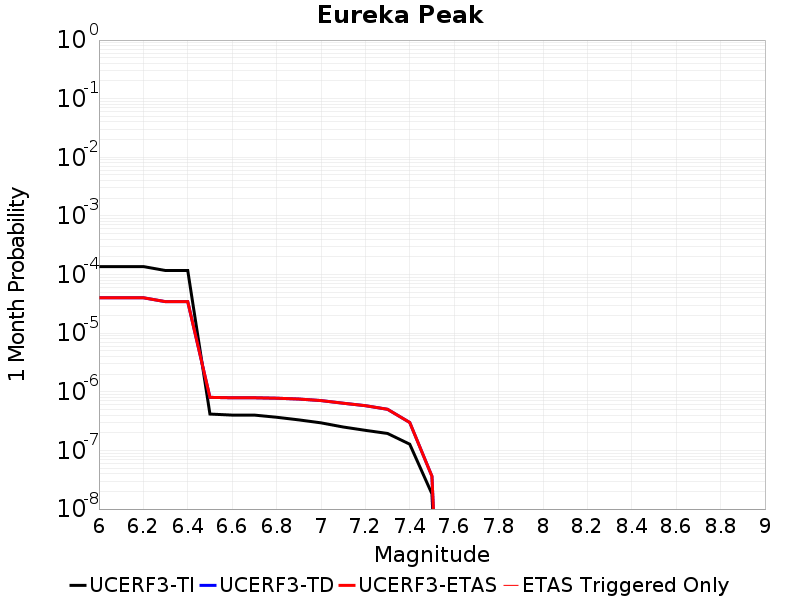 Eureka Peak
10^0
10^-1
10^-2
10^-3
10^-4
10^-5
10^-6
10^-7
10^-8
1 Month Probability
6 6.2 6.4 6.6 6.8 7 7.2 7.4 7.6 7.8 8 8.2 8.4 8.6 8.8 9
Magnitude
UCERF3-TI UCERF3-TD UCERF3-ETAS ETAS Triggered Only